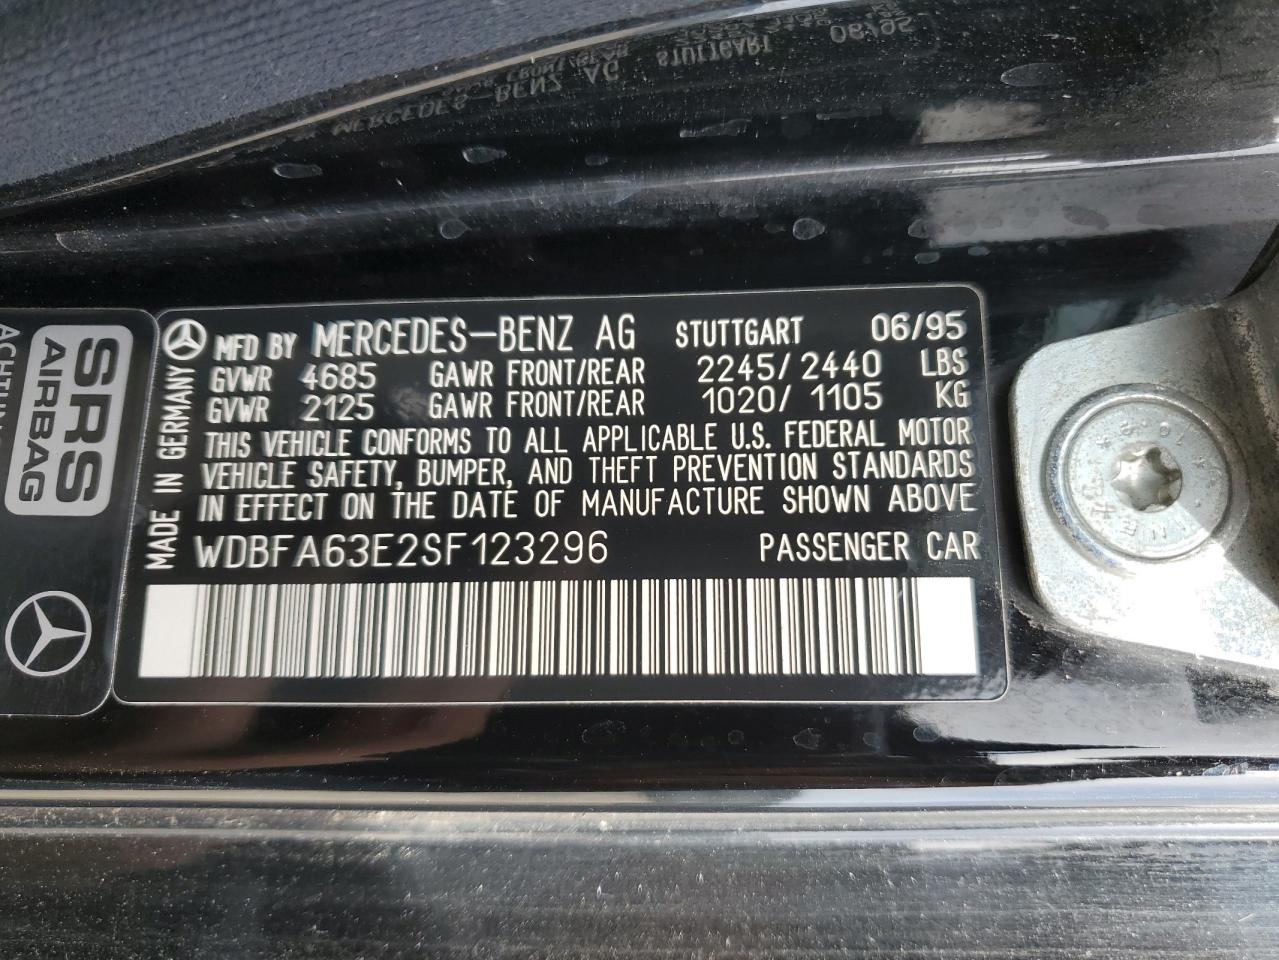 MFD BY MERCEDES-BENZ AG STUTTGART 06/95
GVWR 4685 GAWR FRONT/REAR 2245/2440 LBS
GVWR 2125 GAWR FRONT/REAR 1020/1105 KG
THIS VEHICLE CONFORMS TO ALL APPLICABLE U.S. FEDERAL MOTOR
VEHICLE SAFETY, BUMPER, AND THEFT PREVENTION STANDARDS
IN EFFECT ON THE DATE OF MANUFACTURE SHOWN ABOVE
WDBFA63E2SF123296 PASSENGER CAR
MADE IN GERMANY
SRS
AIRBAG